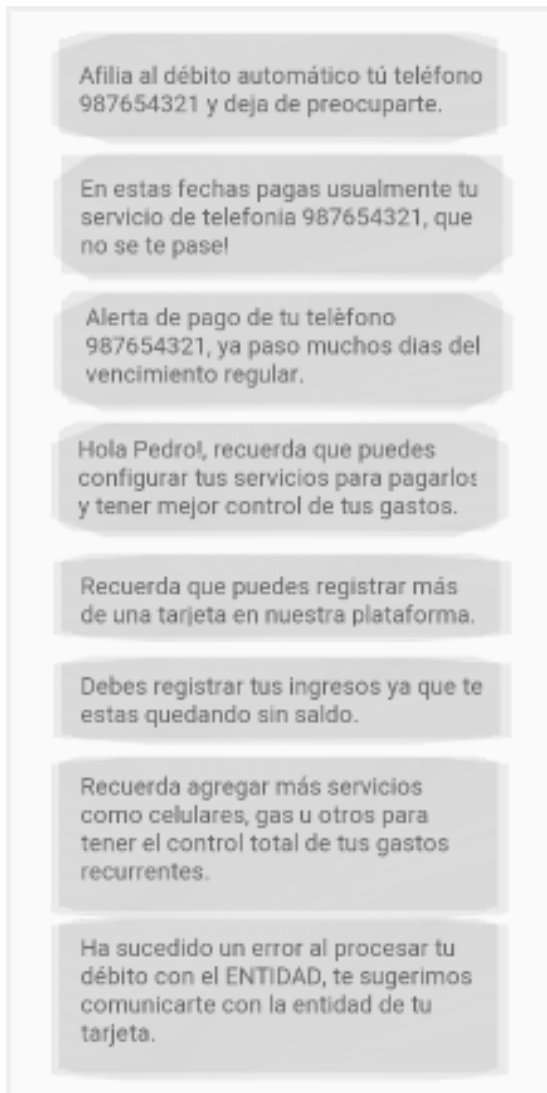 Afilia al débito automático tú teléfono
987654321 y deja de preocuparte.
En estas fechas pagas usualmente tu
servicio de telefonia 987654321, que
no se te pase!
Alerta de pago de tu telèfono
987654321, ya paso muchos dias del
vencimiento regular.
Hola Pedro!, recuerda que puedes
configurar tus servicios para pagarlos
y tener mejor control de tus gastos.
Recuerda que puedes registrar más
de una tarjeta en nuestra plataforma.
Debes registrar tus ingresos ya que te
estas quedando sin saldo.
Recuerda agregar más servicios
como celulares, gas u otros para
tener el control total de tus gastos
recurrentes.
Ha sucedido un error al procesar tu
débito con el ENTIDAD, te sugerimos
comunicarte con la entidad de tu
tarjeta.